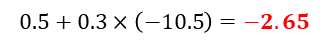 0.5 + 0.3 × (−10.5) = −2.65